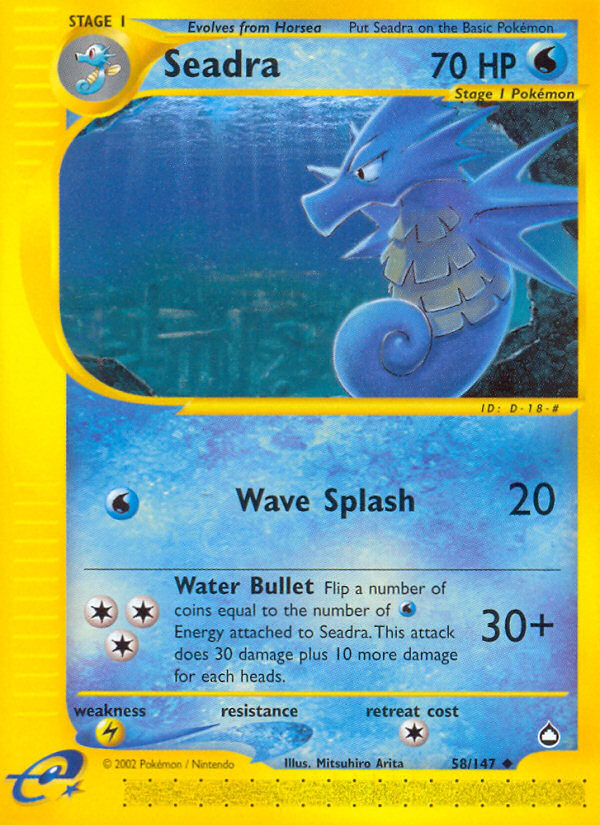 STAGE 1
Evolves from Horsea Put Seadra on the Basic Pokémon
Seadra 70 HP
Stage 1 Pokémon
ID: D-18-#
Wave Splash 20
Water Bullet Flip a number of
coins equal to the number of
Energy attached to Seadra. This attack
does 30 damage plus 10 more damage
for each heads.
30+
weakness resistance retreat cost
© 2002 Pokémon / Nintendo Illus. Mitsuhiro Arita 58/147
e